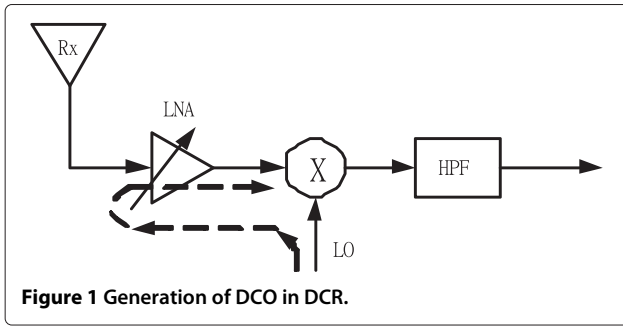 Rx
LNA
X
HPF
LO
Figure 1 Generation of DCO in DCR.